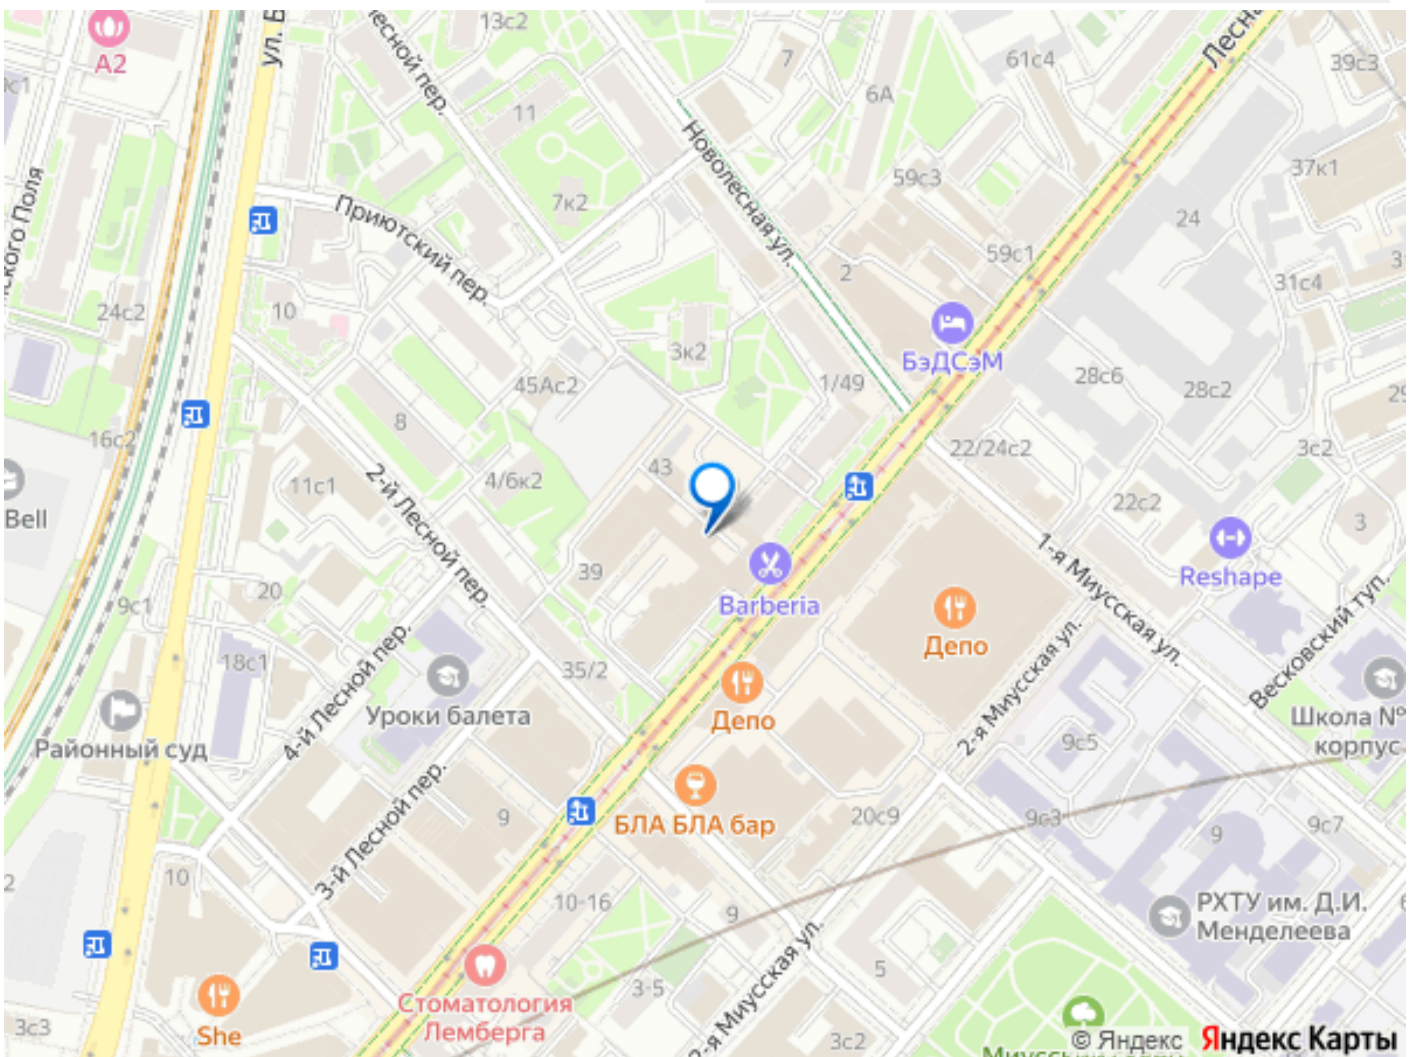 13с2
ул. Б
А2
7
61с4
Лесна
39с3
9с1
Лесной пер.
11
6А
Новолесная ул.
37к1
59с3
7к2
24
Приютский пер.
ского Поля
2
59с1
31с4
24с2
10
БэДСэМ
3к2
28с6
28с2
45Ас2
1/49
8
16с2
22/24с2
3с2
43
4/6к2
11с1
22с2
Bell
2-й Лесной пер.
3
1-я Миусская ул.
Reshape
39
20
Barberia
9с1
Депо
Весковский туп.
4-й Лесной пер.
18с1
35/2
Уроки балета
Депо
2-я Миусская ул.
Школа №
корпус
Районный суд
9с5
3-й Лесной пер.
9
БЛА БЛА бар
20с9
9с3
9
9с7
10
10-16
9
РХТУ им. Д.И.
Менделеева
2-я Миусская ул.
5
Стоматология
Лемберга
3-5
She
3с3
3с2
© Яндекс Яндекс Карты